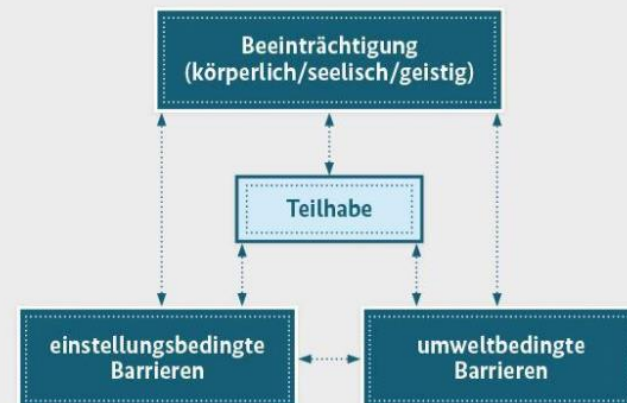 Beeinträchtigung
(körperlich/seelisch/geistig)
Teilhabe
einstellungsbedingte
Barrieren
umweltbedingte
Barrieren